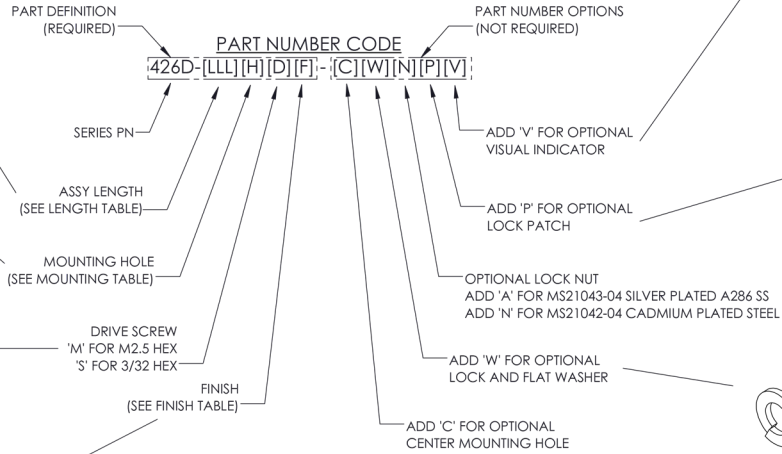 PART DEFINITION
(REQUIRED)
PART NUMBER OPTIONS
(NOT REQUIRED)
PART NUMBER CODE
426D-[LLL][H][D][F]-[C][W][N][P][V]
SERIES PN
ADD 'V' FOR OPTIONAL
VISUAL INDICATOR
ASSY LENGTH
(SEE LENGTH TABLE)
ADD 'P' FOR OPTIONAL
LOCK PATCH
MOUNTING HOLE
(SEE MOUNTING TABLE)
OPTIONAL LOCK NUT
ADD 'A' FOR MS21043-04 SILVER PLATED A286 SS
ADD 'N' FOR MS21042-04 CADMIUM PLATED STEEL
DRIVE SCREW
'M' FOR M2.5 HEX
'S' FOR 3/32 HEX
ADD 'W' FOR OPTIONAL
LOCK AND FLAT WASHER
FINISH
(SEE FINISH TABLE)
ADD 'C' FOR OPTIONAL
CENTER MOUNTING HOLE